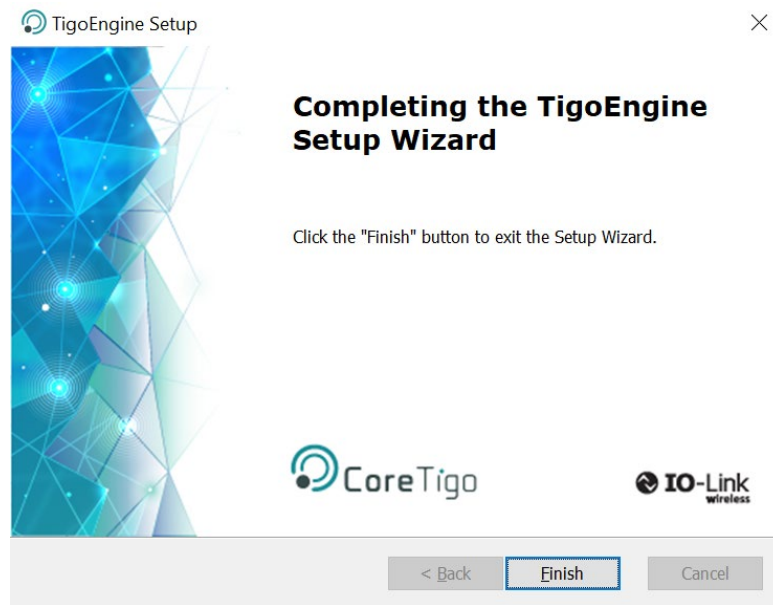 TigoEngine Setup
Completing the TigoEngine
Setup Wizard
Click the "Finish" button to exit the Setup Wizard.
CoreTigo
IO-Link
wireless
< Back
Finish
Cancel